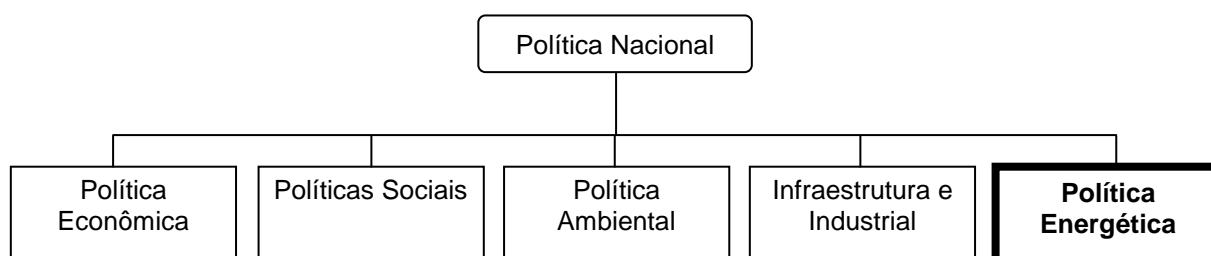 Política Nacional
Política
Econômica
Políticas Sociais
Política
Ambiental
Infraestrutura e
Industrial
Política
Energética